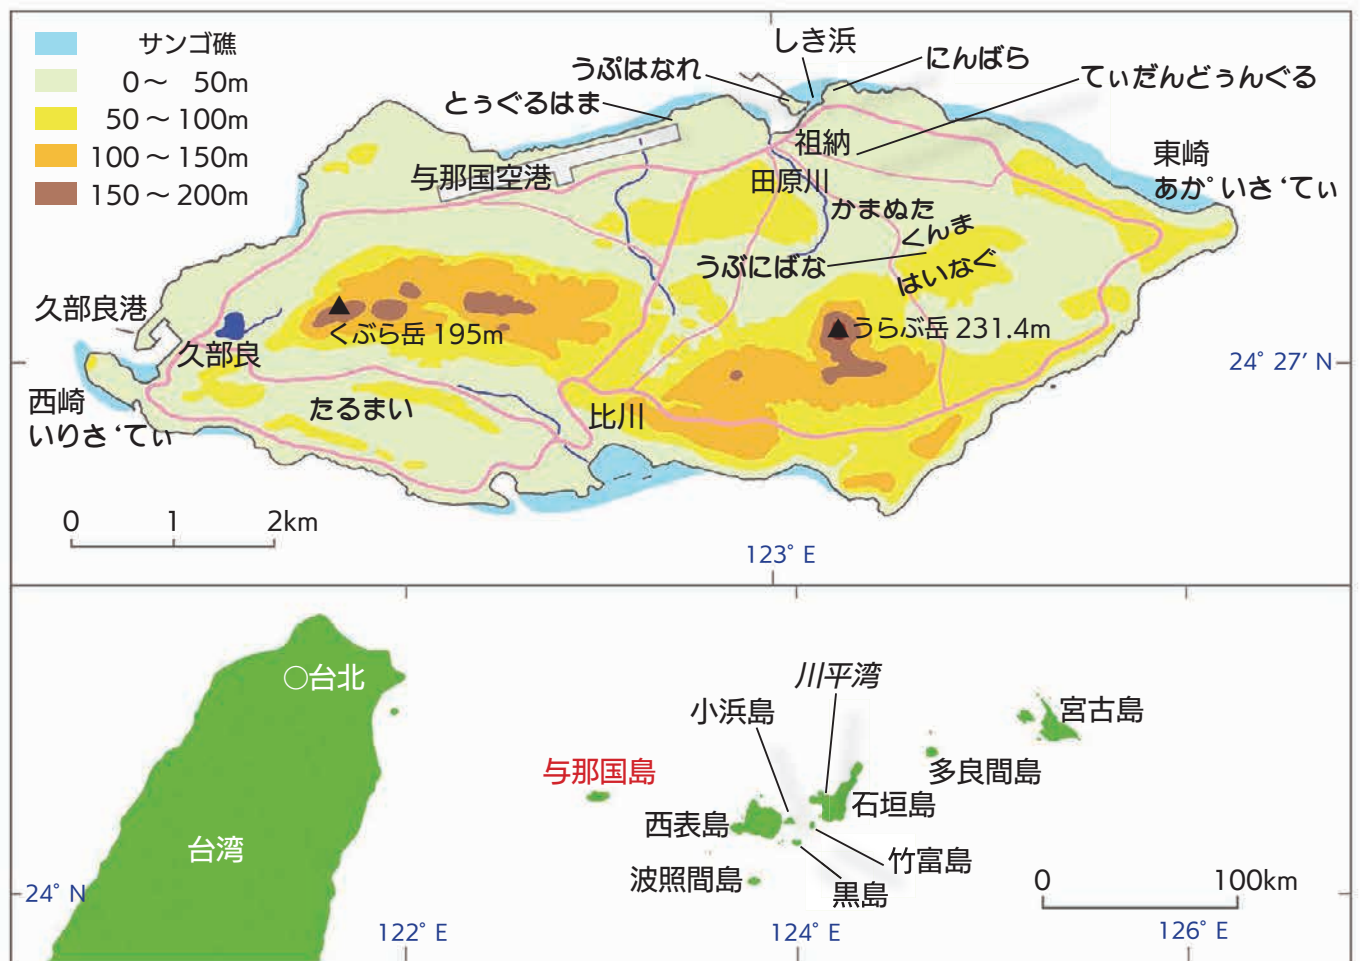 サンゴ礁
0～ 50m
50～100m
100～150m
150～200m
しき浜
うぷはなれ
にんばら
てぃだんどぅんぐる
とぅぐるはま
祖納
東崎
あか°いさ‘てぃ
与那国空港
田原川
かまぬた
くんま
うぶにばな
はいなぐ
久部良港
くぶら岳 195m
うらぶ岳 231.4m
久部良
24° 27′ N
西崎
いりさ‘てぃ
たるまい
比川
0 1 2km
123° E
台北
川平湾
小浜島
宮古島
与那国島
多良間島
石垣島
西表島
台湾
竹富島
波照間島
黒島
0 100km
24° N
122° E
124° E
126° E